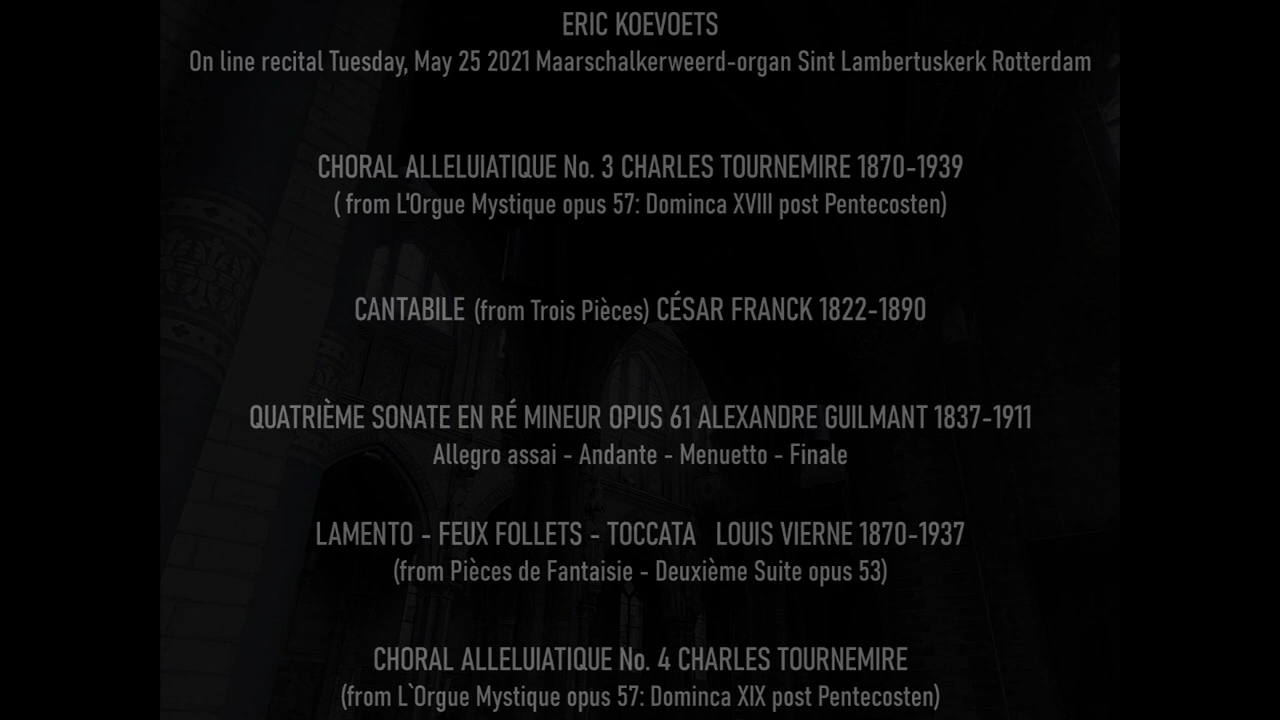 ERIC KOEVOETS
On line recital Tuesday, May 25 2021 Maarschalkerweerd-organ Sint Lambertuskerk Rotterdam
CHORAL ALLELUIATIQUE No. 3 CHARLES TOURNEMIRE 1870-1939
( from L'Orgue Mystique opus 57: Dominca XVIII post Pentecosten)
CANTABILE (from Trois Pièces) CÉSAR FRANCK 1822-1890
QUATRIÈME SONATE EN RÉ MINEUR OPUS 61 ALEXANDRE GUILMANT 1837-1911
Allegro assai - Andante - Menuetto - Finale
LAMENTO - FEUX FOLLETS - TOCCATA LOUIS VIERNE 1870-1937
(from Pièces de Fantaisie - Deuxième Suite opus 53)
CHORAL ALLELUIATIQUE No. 4 CHARLES TOURNEMIRE
(from L`Orgue Mystique opus 57: Dominca XIX post Pentecosten)